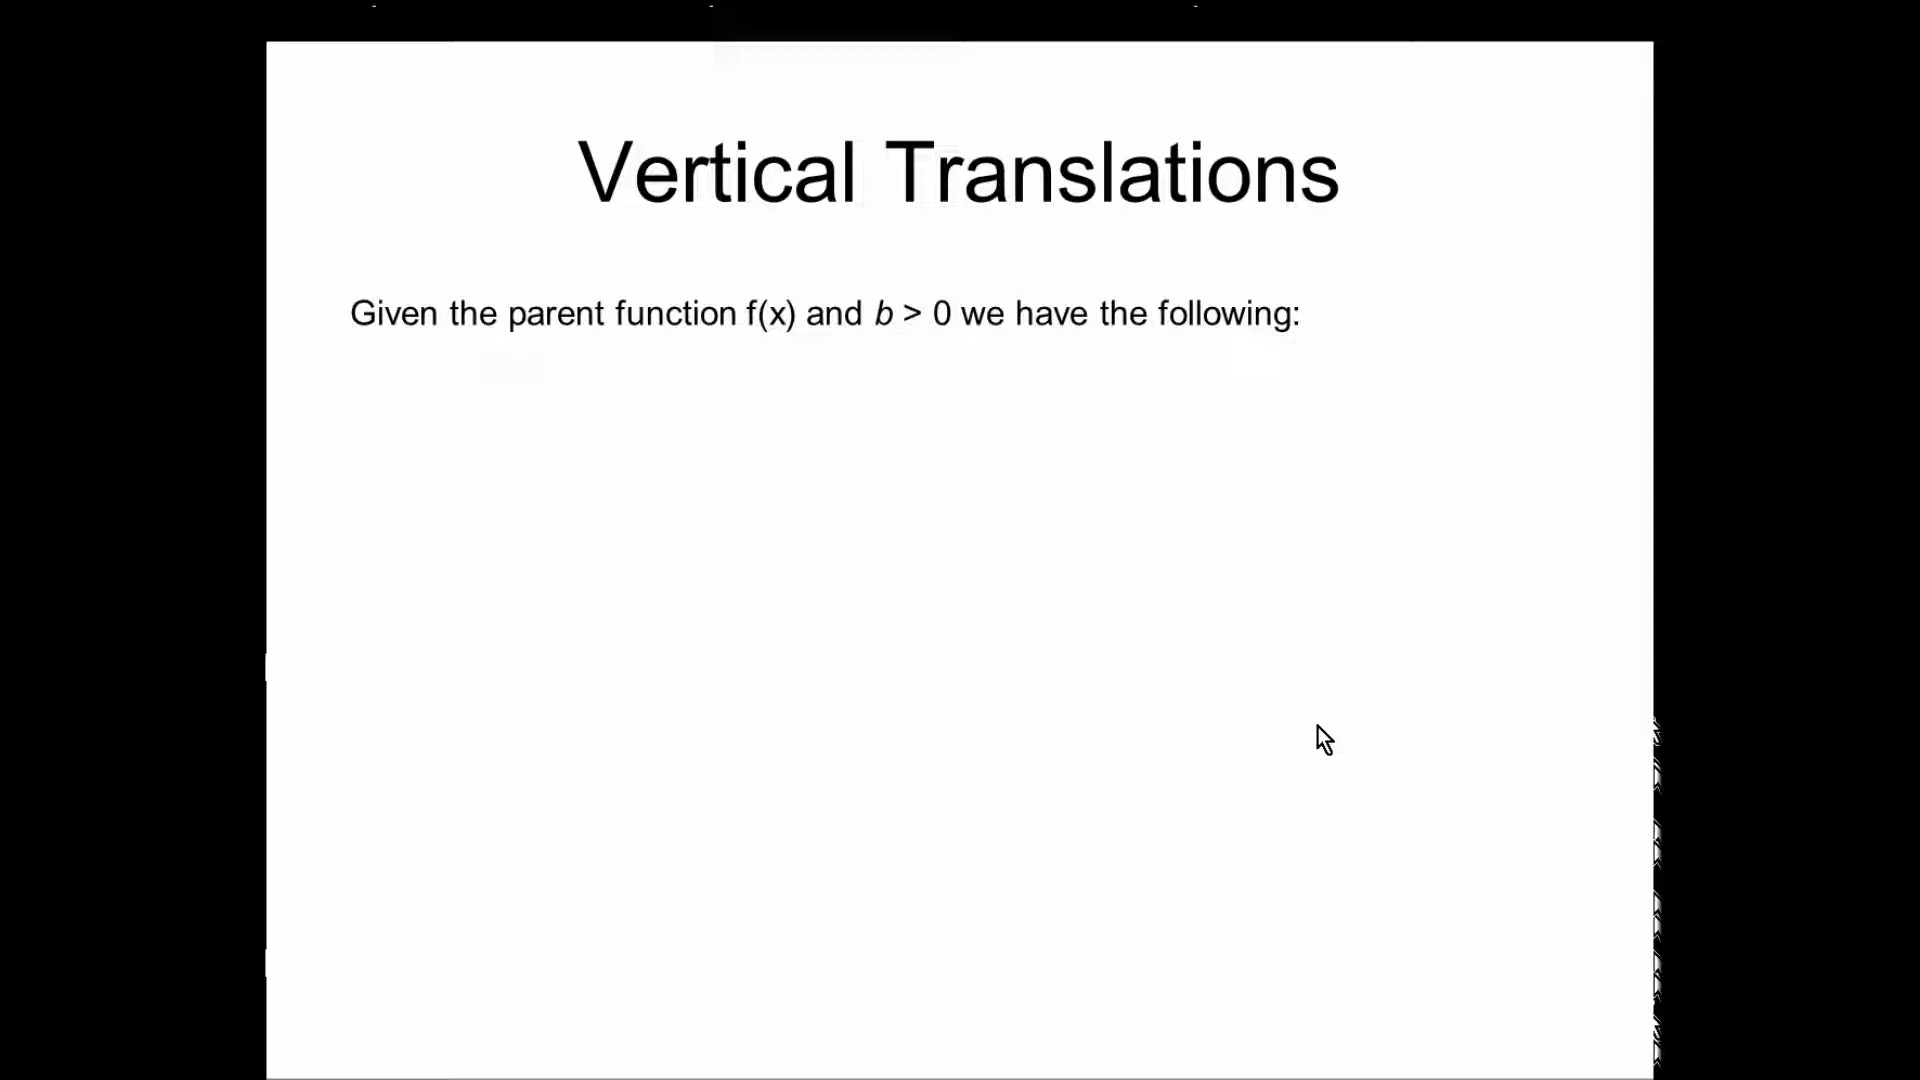 Vertical Translations
Given the parent function f(x) and b > 0 we have the following: